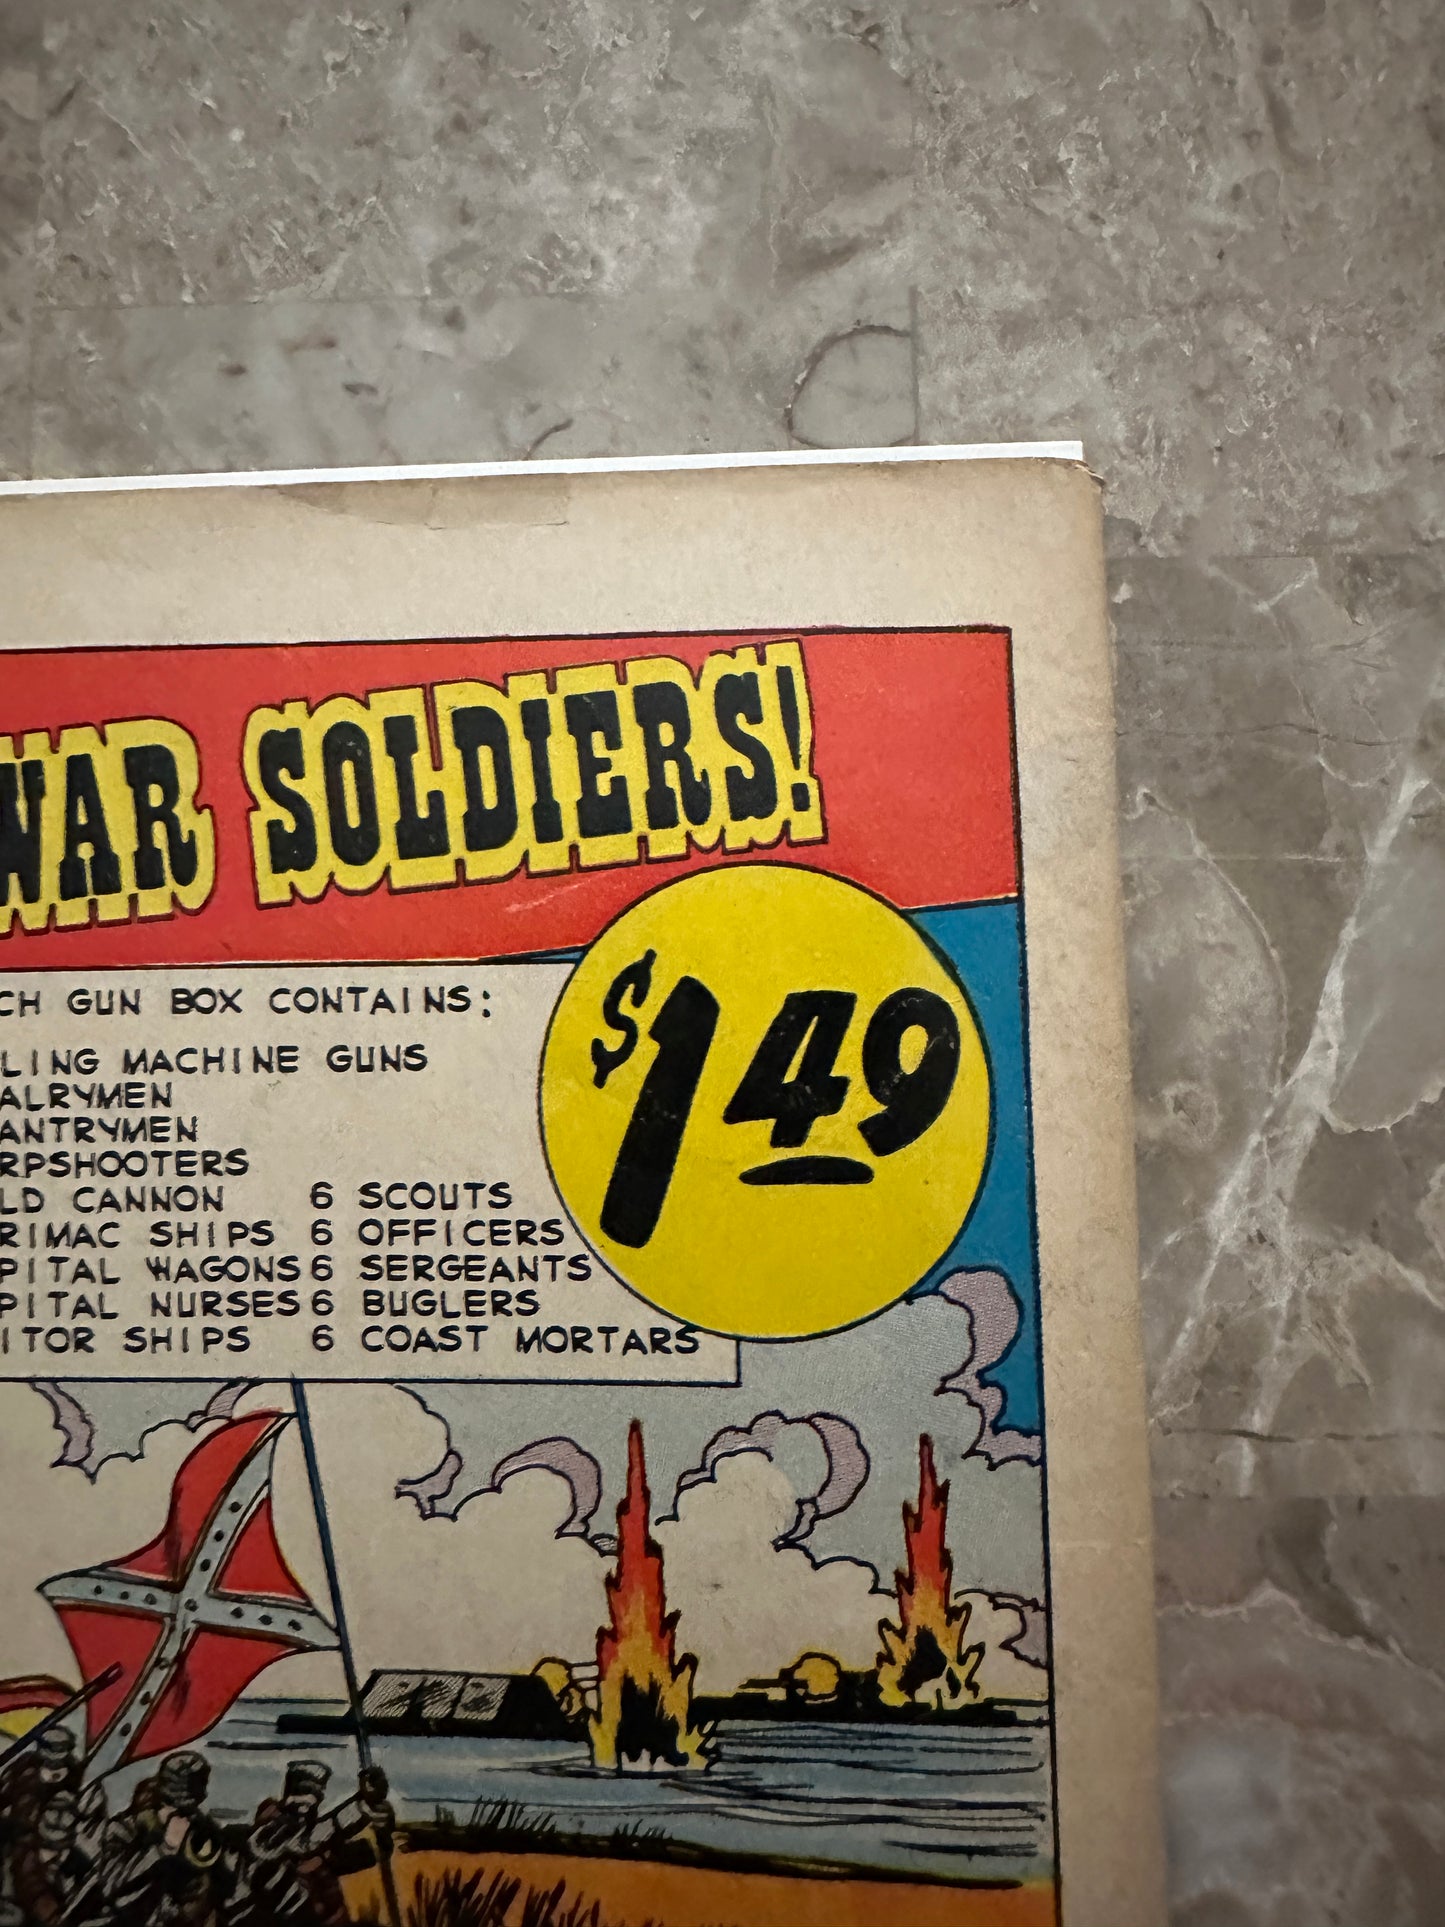 WAR SOLDIERS!
CH GUN BOX CONTAINS:
$1.49
LING MACHINE GUNS
ALRYMEN
ANTRYMEN
RPSHOOTERS
LD CANNON 6 SCOUTS
RIMAC SHIPS 6 OFFICERS
PITAL WAGONS 6 SERGEANTS
PITAL NURSES 6 BUGLERS
ITOR SHIPS 6 COAST MORTARS